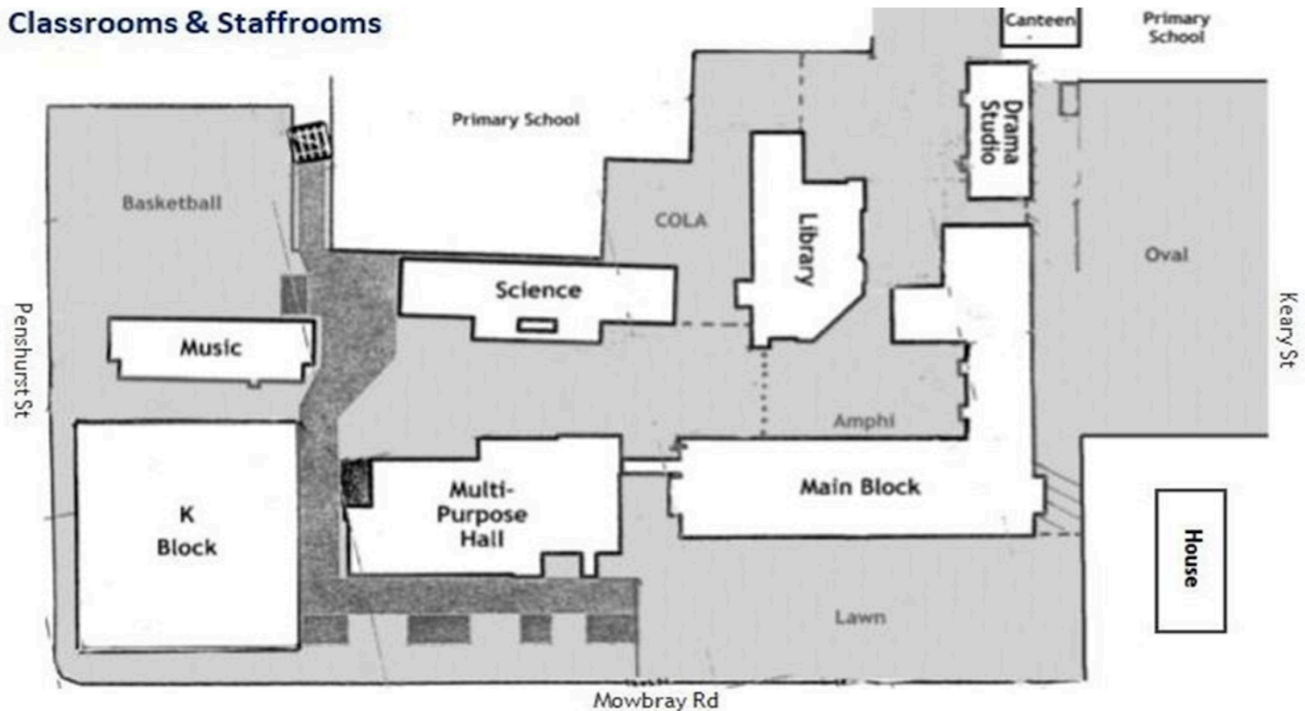 Classrooms & Staffrooms
Canteen
Primary
School
Primary School
Drama
Studio
Basketball
COLA
Library
Oval
Science
Penshurst St
Music
Keary St
Amphi
K
Block
Multi-
Purpose
Hall
Main Block
House
Lawn
Mowbray Rd